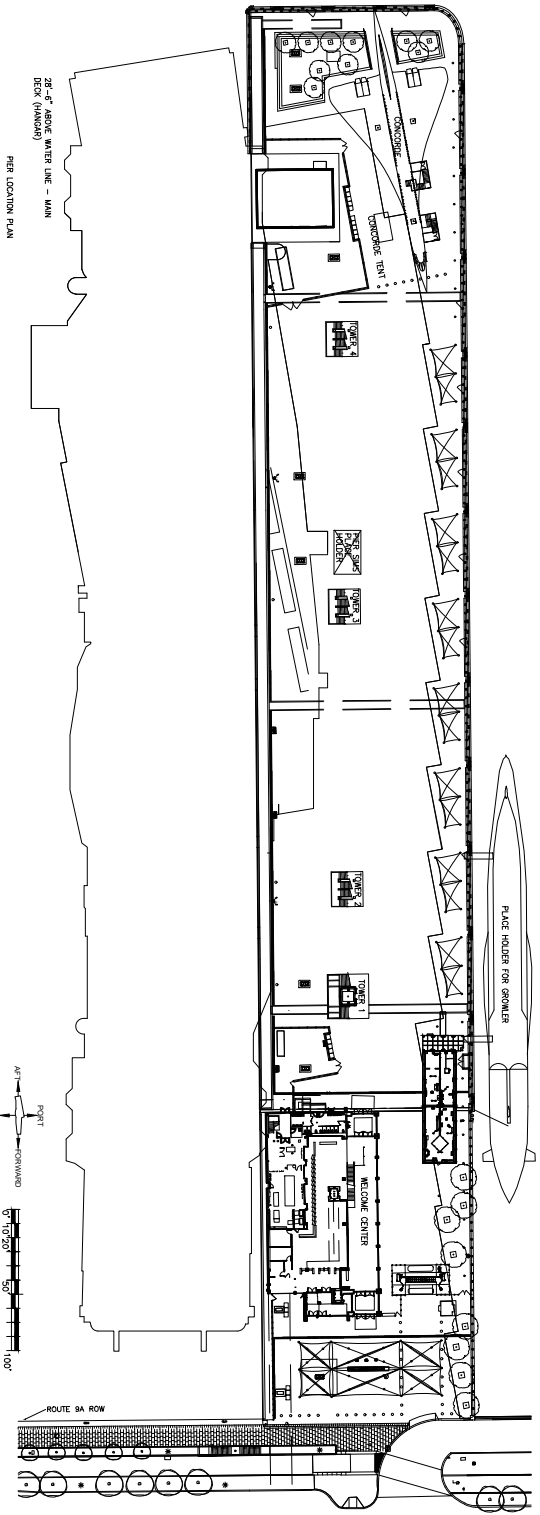 28'-6" ABOVE WATER LINE - MAIN
DECK (HANGAR)
PIER LOCATION PLAN
CONCORDE
CONCORDE TENT
TOWER 4
PIER SIMS
PLACE
HOLDER
TOWER 3
TOWER 2
TOWER 1
PLACE HOLDER FOR GROWLER
WELCOME CENTER
AFT
PORT
FORWARD
0' 10' 20' 50' 100'
ROUTE 9A ROW